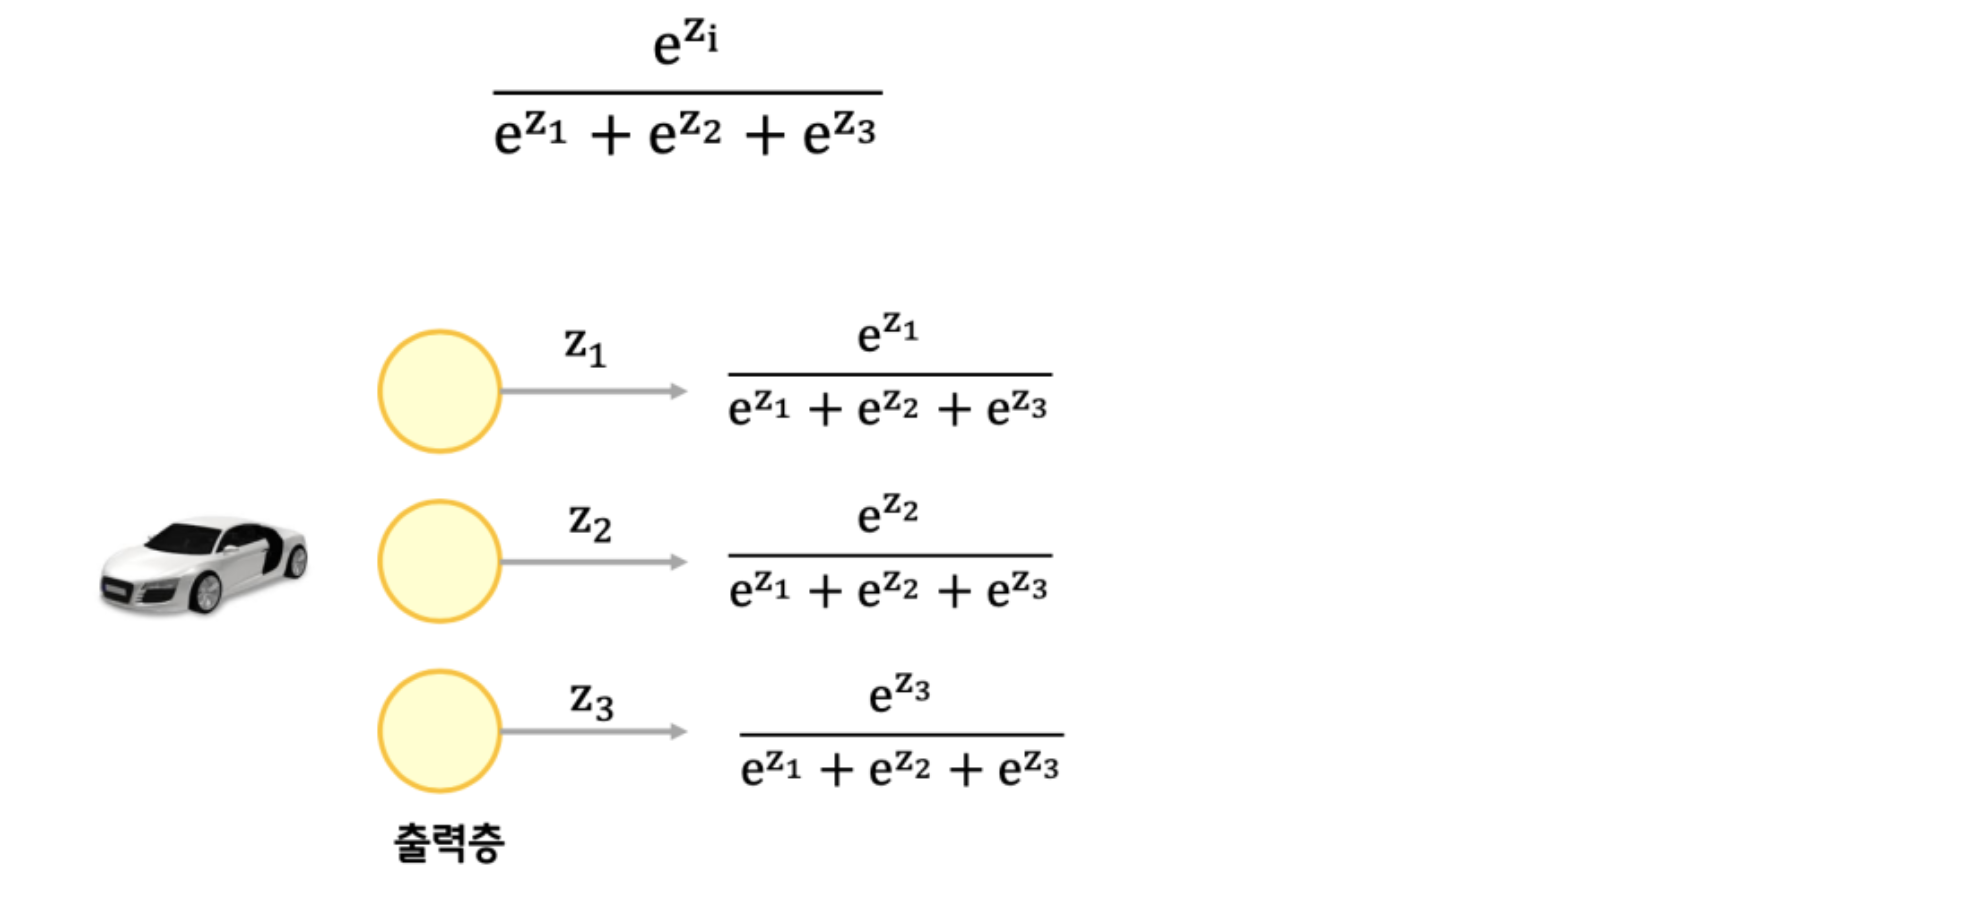 e^{z_i}
e^{z_1} + e^{z_2} + e^{z_3}
z_1
e^{z_1}
e^{z_1} + e^{z_2} + e^{z_3}
z_2
e^{z_2}
e^{z_1} + e^{z_2} + e^{z_3}
z_3
e^{z_3}
e^{z_1} + e^{z_2} + e^{z_3}
출력층